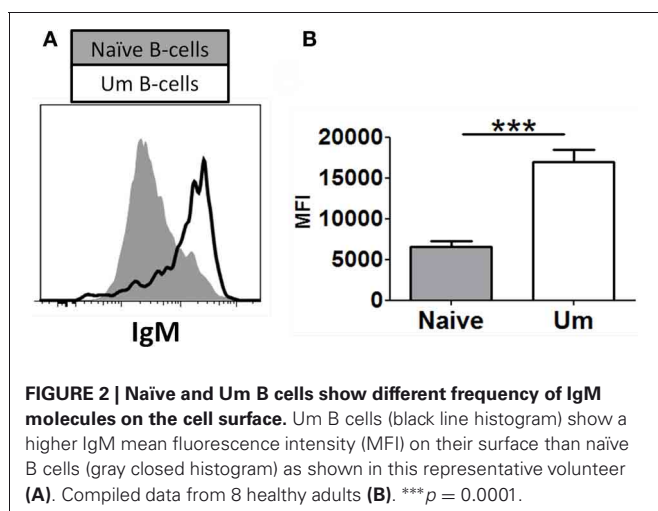 A
Naïve B-cells
Um B-cells
IgM
B
***
MFI
20000
15000
10000
5000
0
Naive
Um
FIGURE 2 | Naïve and Um B cells show different frequency of IgM
molecules on the cell surface. Um B cells (black line histogram) show a
higher IgM mean fluorescence intensity (MFI) on their surface than naïve
B cells (gray closed histogram) as shown in this representative volunteer
(A). Compiled data from 8 healthy adults (B). ***p = 0.0001.